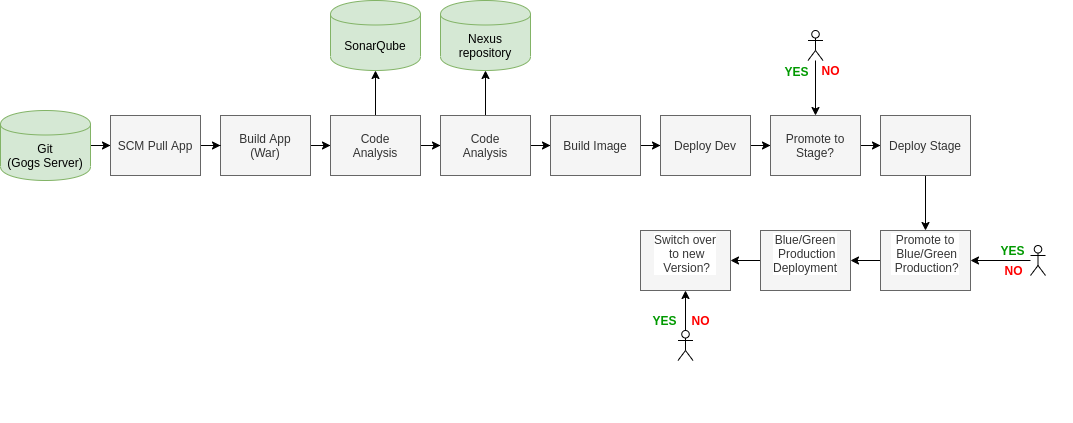 SonarQube
Nexus
repository
YES NO
Git
(Gogs Server)
SCM Pull App
Build App
(War)
Code
Analysis
Code
Analysis
Build Image
Deploy Dev
Promote to
Stage?
Deploy Stage
Switch over
to new
Version?
Blue/Green
Production
Deployment
Promote to
Blue/Green
Production?
YES
NO
YES NO